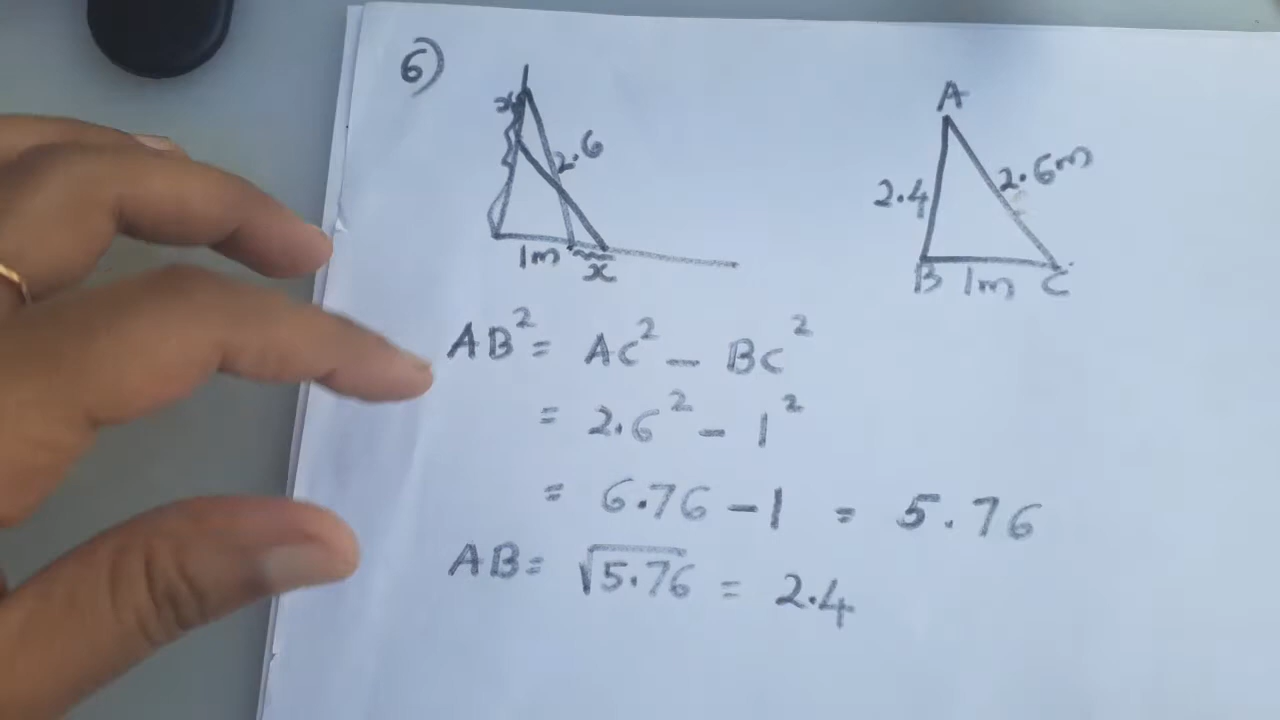 6)
x
2.6
1m
x
A
2.4
2.6m
B 1m C
AB² = AC² - BC²
= 2.6² - 1²
= 6.76 - 1 = 5.76
AB = √5.76 = 2.4